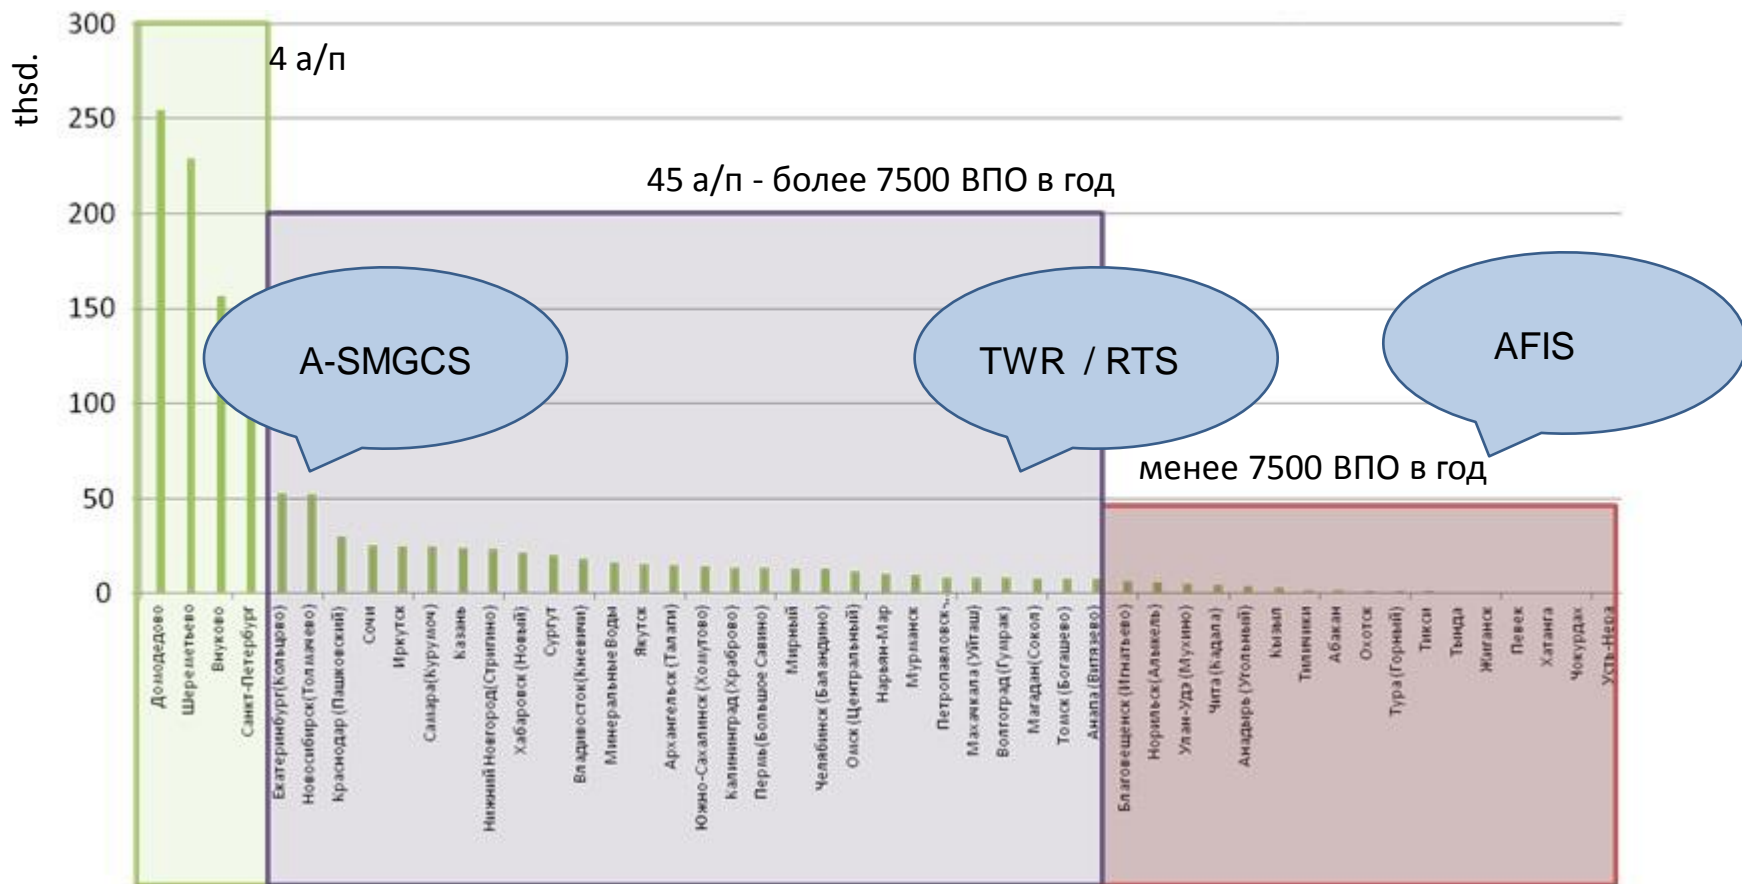 thsd.
300
250
200
150
100
50
0
4 а/п
45 а/п - более 7500 ВПО в год
A-SMGCS
TWR / RTS
AFIS
менее 7500 ВПО в год
Домодедово
Шереметьево
Внуково
Санкт-Петербург
Екатеринбург(Кольцово)
Новосибирск(Толмачево)
Краснодар (Пашковский)
Сочи
Иркутск
Самара(Курумоч)
Казань
Нижний Новгород(Стригино)
Хабаровск (Новый)
Сургут
Владивосток(Кневичи)
Минеральные Воды
Якутск
Архангельск (Талаги)
Южно-Сахалинск (Хомутово)
Калининград (Храброво)
Пермь(Большое Савино)
Мирный
Челябинск (Баландино)
Омск (Центральный)
Нарьян-Мар
Мурманск
Петропавловск-…
Махачкала (Уйташ)
Волгоград (Гумрак)
Магадан(Сокол)
Томск (Богашево)
Анапа (Витязево)
Благовещенск (Игнатьево)
Норильск(Алыкель)
Улан-Удэ (Мухино)
Чита (Кадала)
Анадырь (Угольный)
Кызыл
Тиличики
Абакан
Охотск
Тура (Горный)
Тикси
Тында
Жиганск
Певек
Хатанга
Чокурдах
Усть-Нера